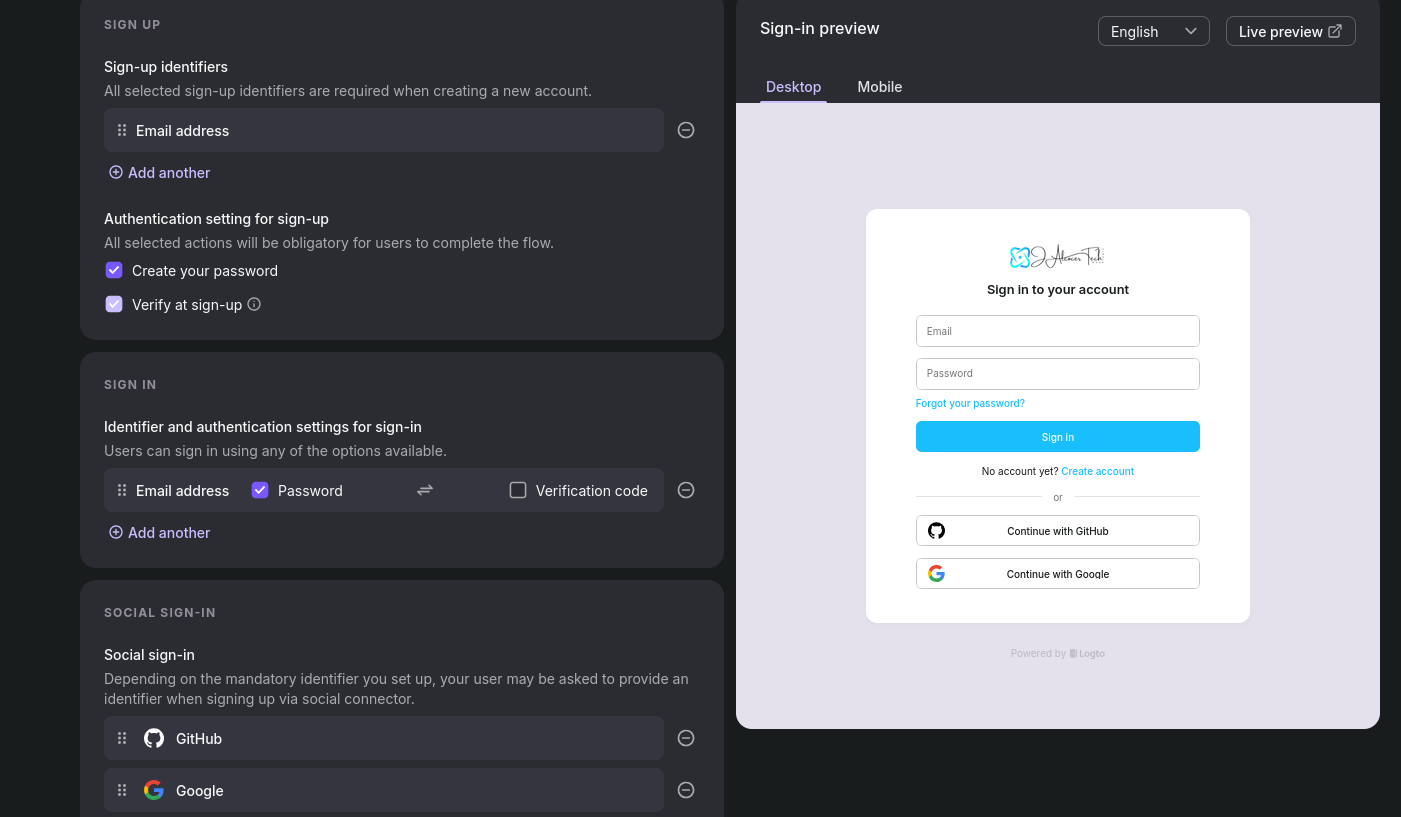 SIGN UP
Sign-up identifiers
All selected sign-up identifiers are required when creating a new account.
Email address
Add another
Authentication setting for sign-up
All selected actions will be obligatory for users to complete the flow.
Create your password
Verify at sign-up
SIGN IN
Identifier and authentication settings for sign-in
Users can sign in using any of the options available.
Email address Password Verification code
Add another
SOCIAL SIGN-IN
Social sign-in
Depending on the mandatory identifier you set up, your user may be asked to provide an
identifier when signing up via social connector.
GitHub
Google
Sign-in preview
English
Live preview
Desktop Mobile
J Alexcer Tech
Sign in to your account
Email
Password
Forgot your password?
Sign in
No account yet? Create account
or
Continue with GitHub
Continue with Google
Powered by Logto